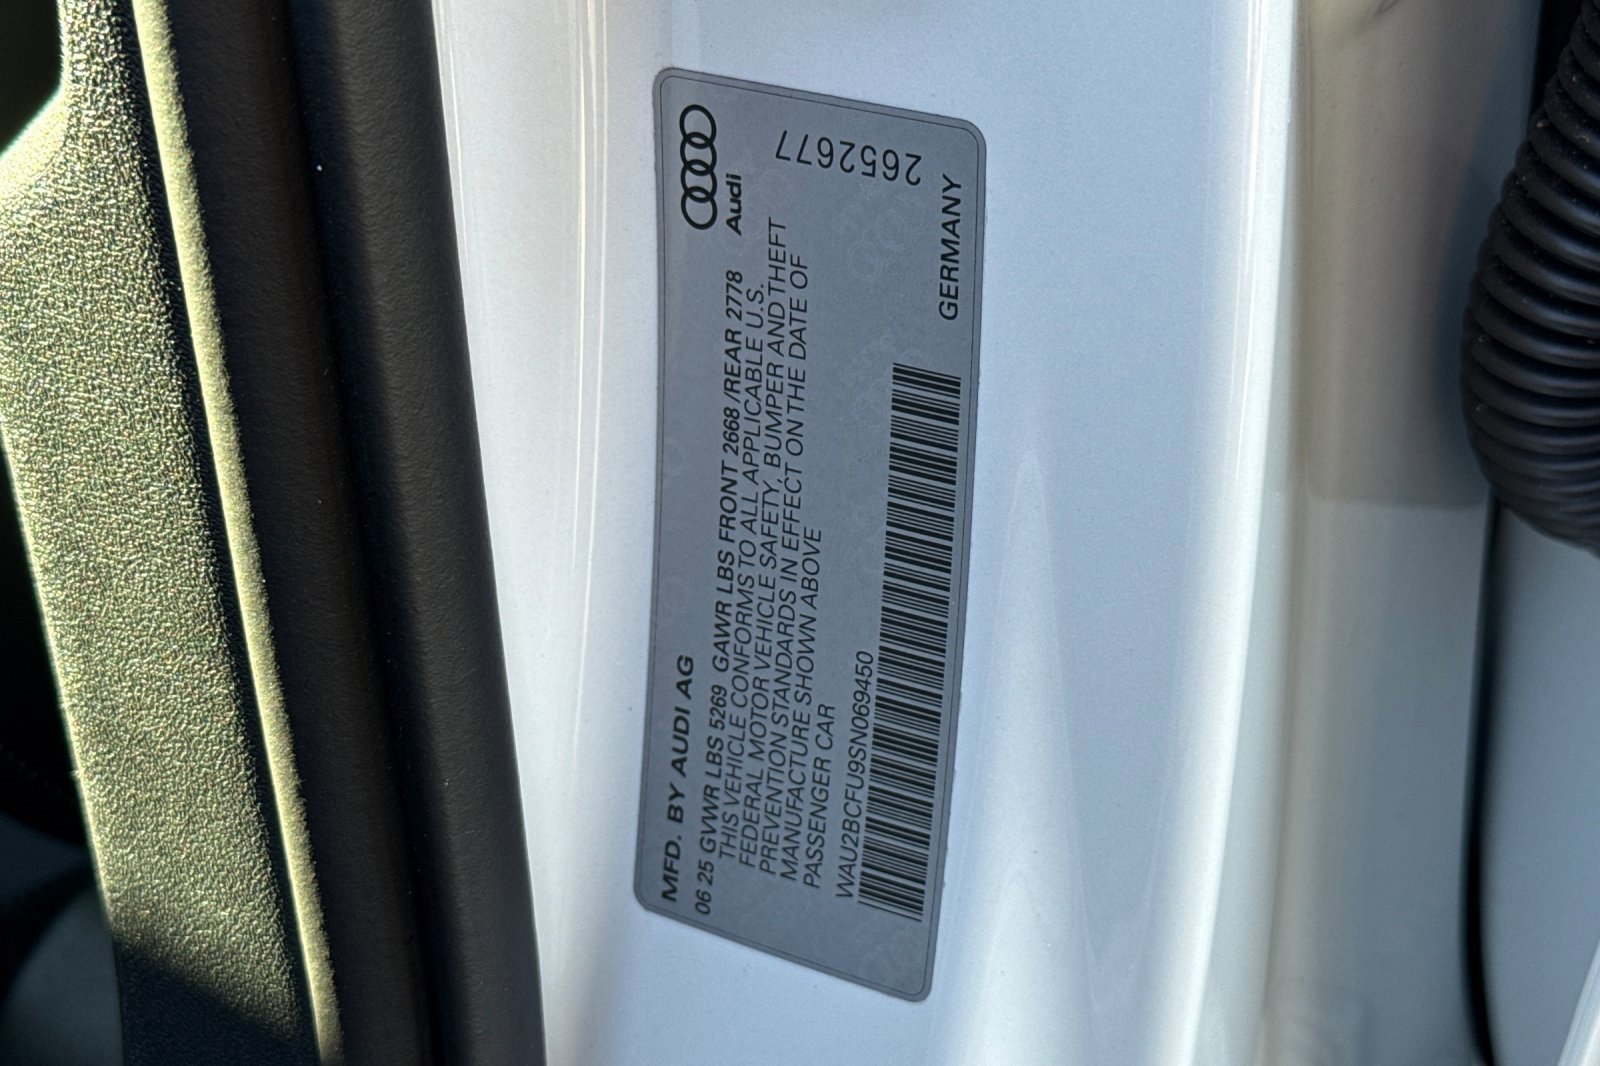 MFD. BY AUDI AG
Audi
06 25 GVWR LBS 5269 GAWR LBS FRONT 2668 /REAR 2778
THIS VEHICLE CONFORMS TO ALL APPLICABLE U.S.
FEDERAL MOTOR VEHICLE SAFETY, BUMPER AND THEFT
PREVENTION STANDARDS IN EFFECT ON THE DATE OF
MANUFACTURE SHOWN ABOVE
PASSENGER CAR
2652677
WAU2BCFU9SN069450
GERMANY